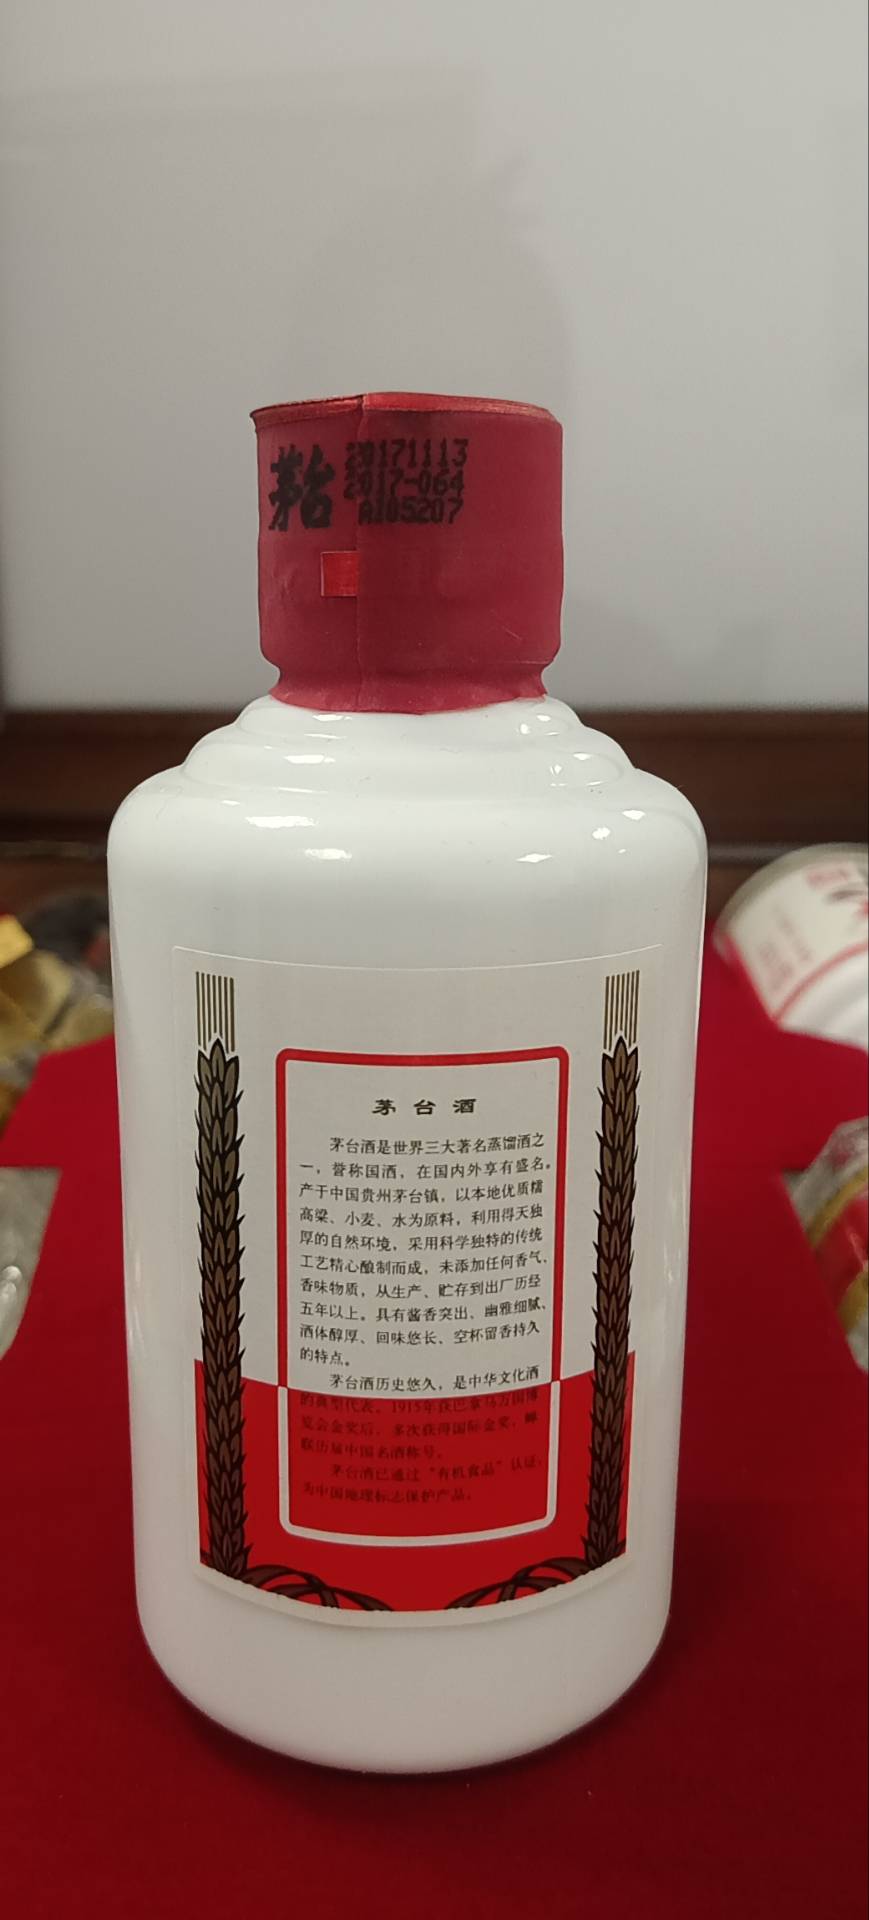 茅台
20171113
2017-064
A105207
茅台酒
茅台酒是世界三大著名蒸馏酒之
一，誉称国酒，在国内外享有盛名。
产于中国贵州茅台镇，以本地优质糯
高粱、小麦、水为原料，利用得天独
厚的自然环境，采用科学独特的传统
工艺精心酿制而成，未添加任何香气、
香味物质，从生产、贮存到出厂历经
五年以上。具有酱香突出、幽雅细腻、
酒体醇厚、回味悠长、空杯留香持久
的特点。
茅台酒历史悠久，是中华文化酒
的典型代表。1915年获巴拿马万国博
览会金奖后，多次获得国际金奖，蝉
联历届中国名酒称号。
茅台酒已通过“有机食品”认证，
为中国地理标志保护产品。